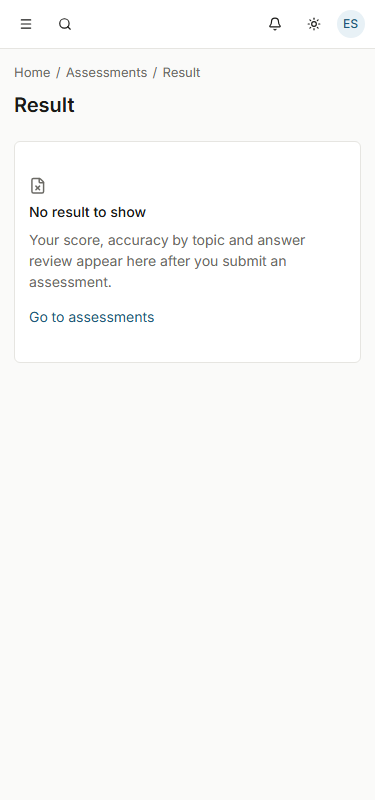 ES
Home / Assessments / Result
Result
No result to show
Your score, accuracy by topic and answer
review appear here after you submit an
assessment.
Go to assessments